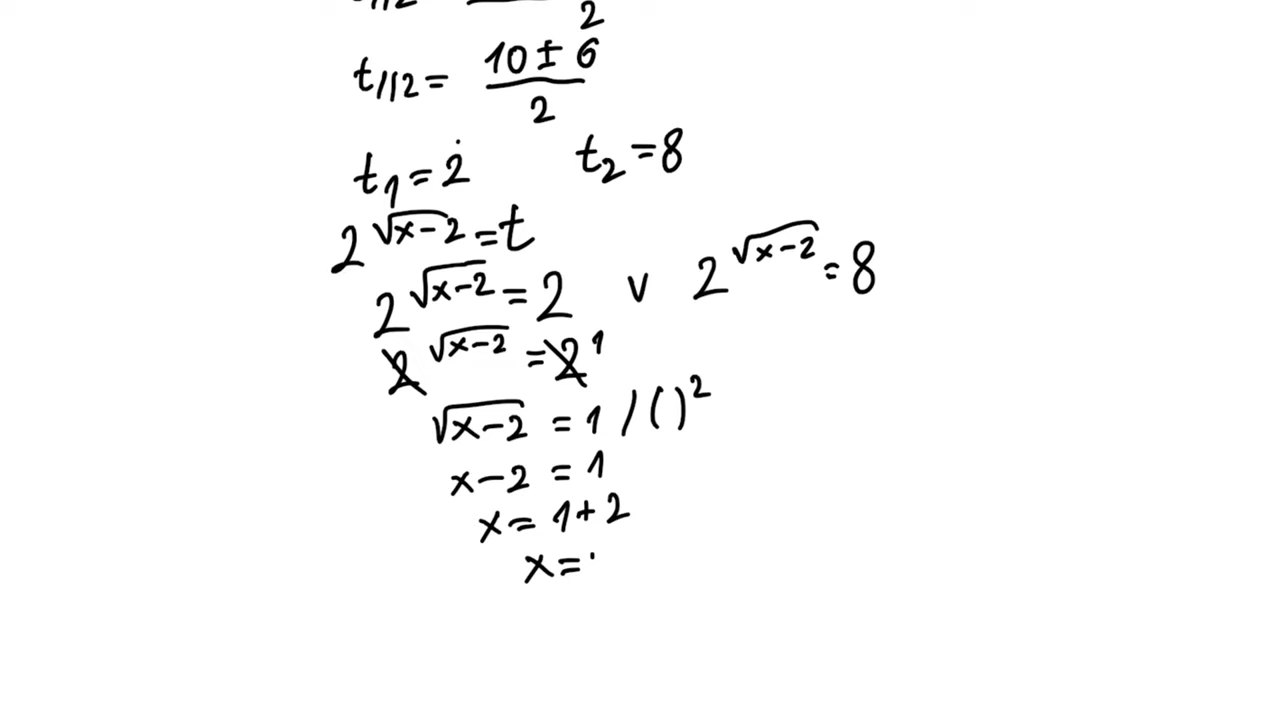 2
t₁/₂ = (10 ± 6)/2
t₁ = 2 t₂ = 8
2^√(x-2) = t
2^√(x-2) = 2 v 2^√(x-2) = 8
2^√(x-2) = 2¹
√(x-2) = 1 /( )²
x-2 = 1
x = 1+2
x =